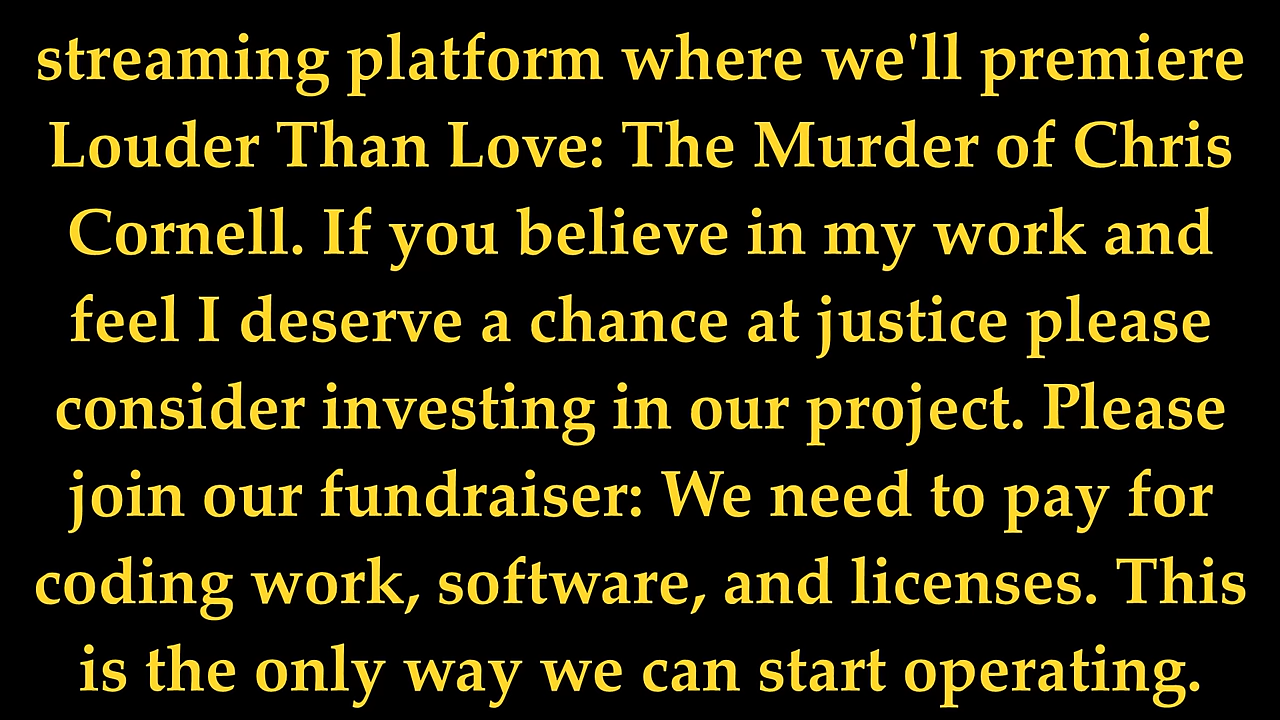 streaming platform where we'll premiere
Louder Than Love: The Murder of Chris
Cornell. If you believe in my work and
feel I deserve a chance at justice please
consider investing in our project. Please
join our fundraiser: We need to pay for
coding work, software, and licenses. This
is the only way we can start operating.